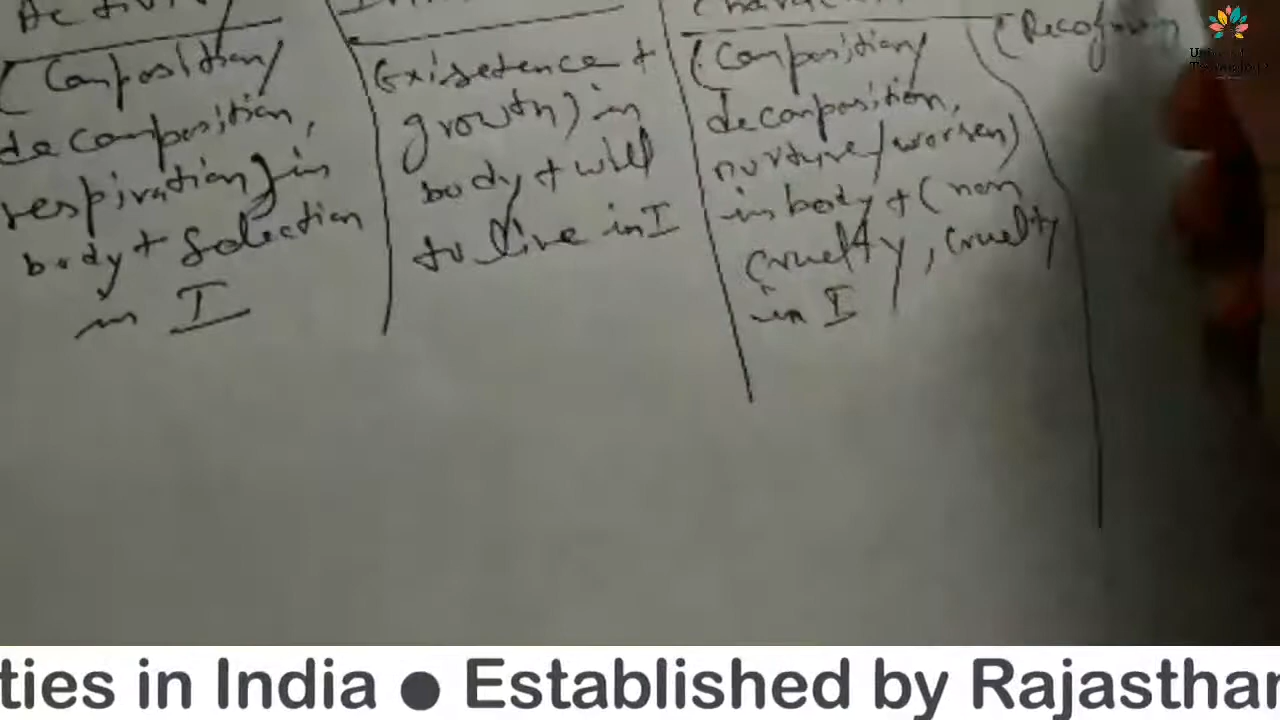 Activi
(Composition/
decomposition,
respiration) in
body + Selection
in I
(Existence +
growth) in
body + will
to live in I
(Composition/
decomposition,
nurture/worsen)
in body + (non
cruelty, cruelty
in I
ties in India ● Established by Rajasthan